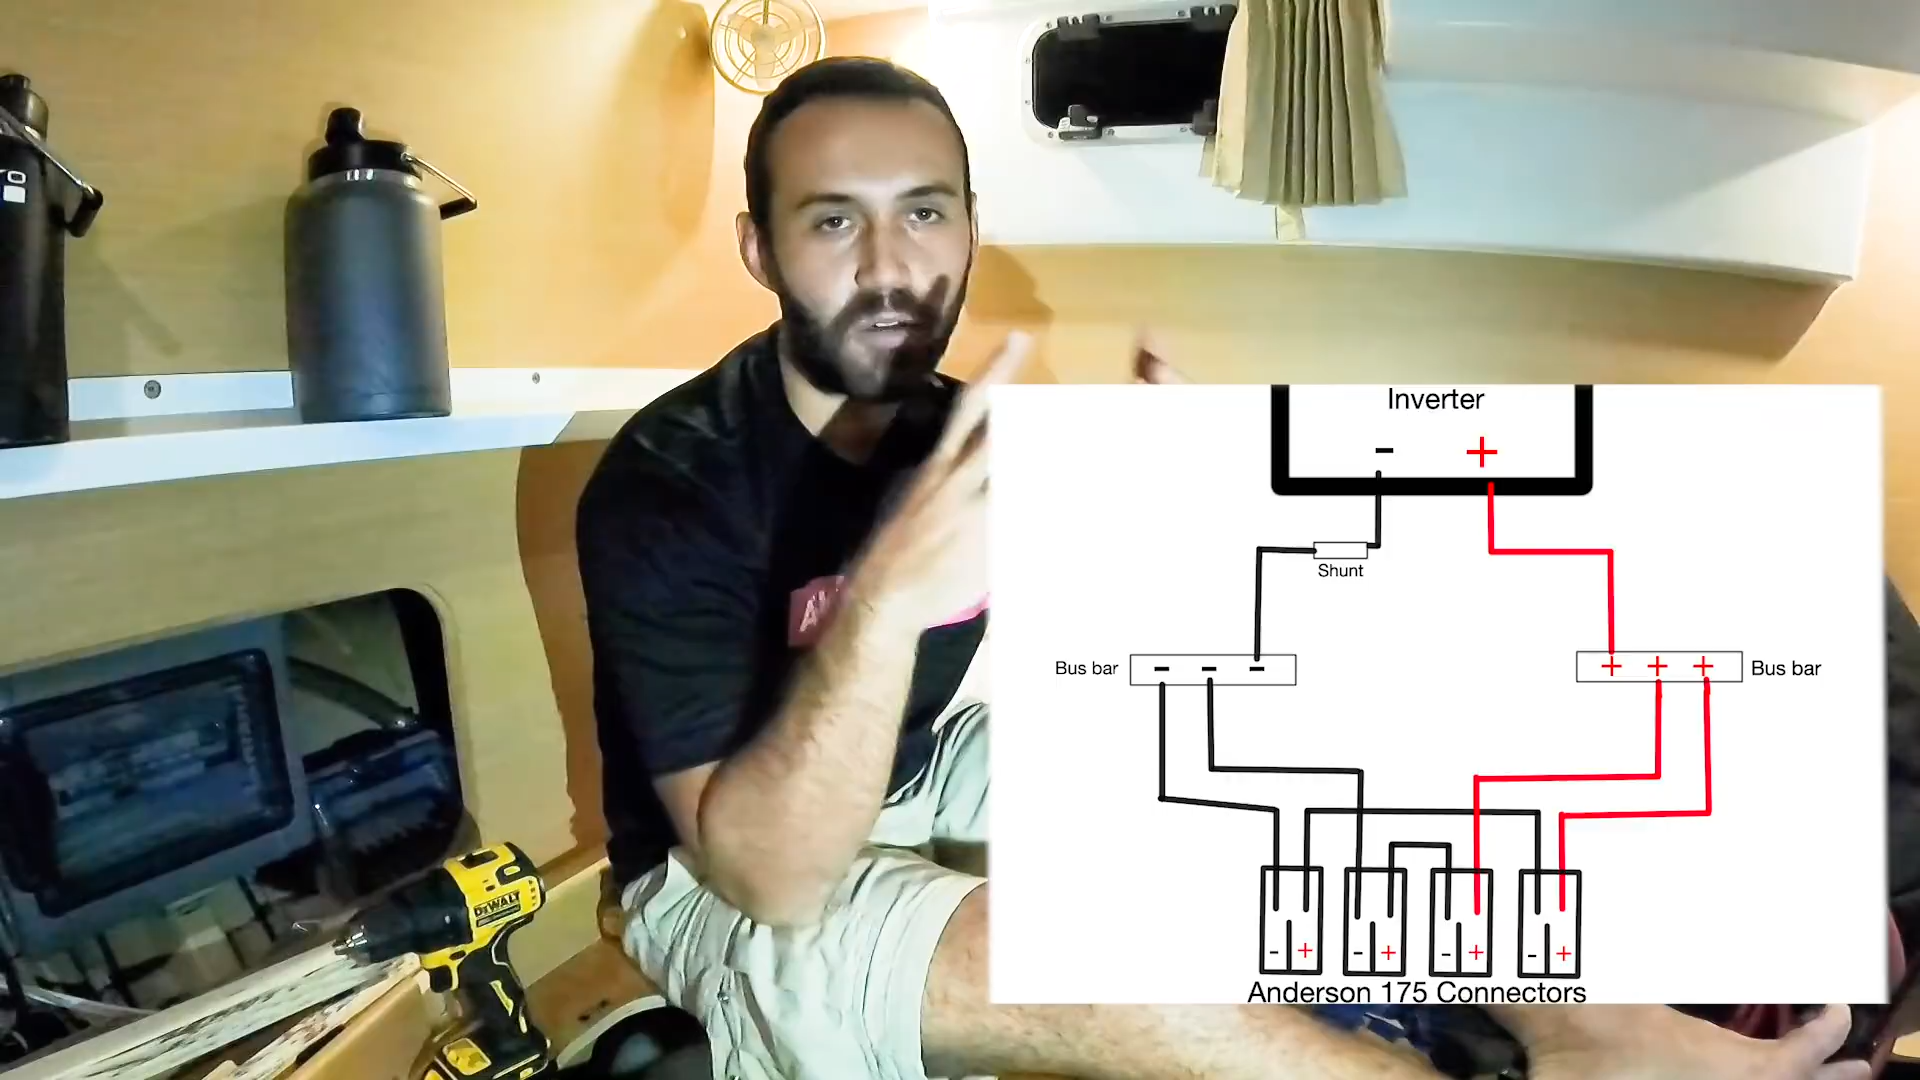 Inverter
- +
Shunt
Bus bar - - -
+ + + Bus bar
- + - + - + - +
Anderson 175 Connectors
DEWALT